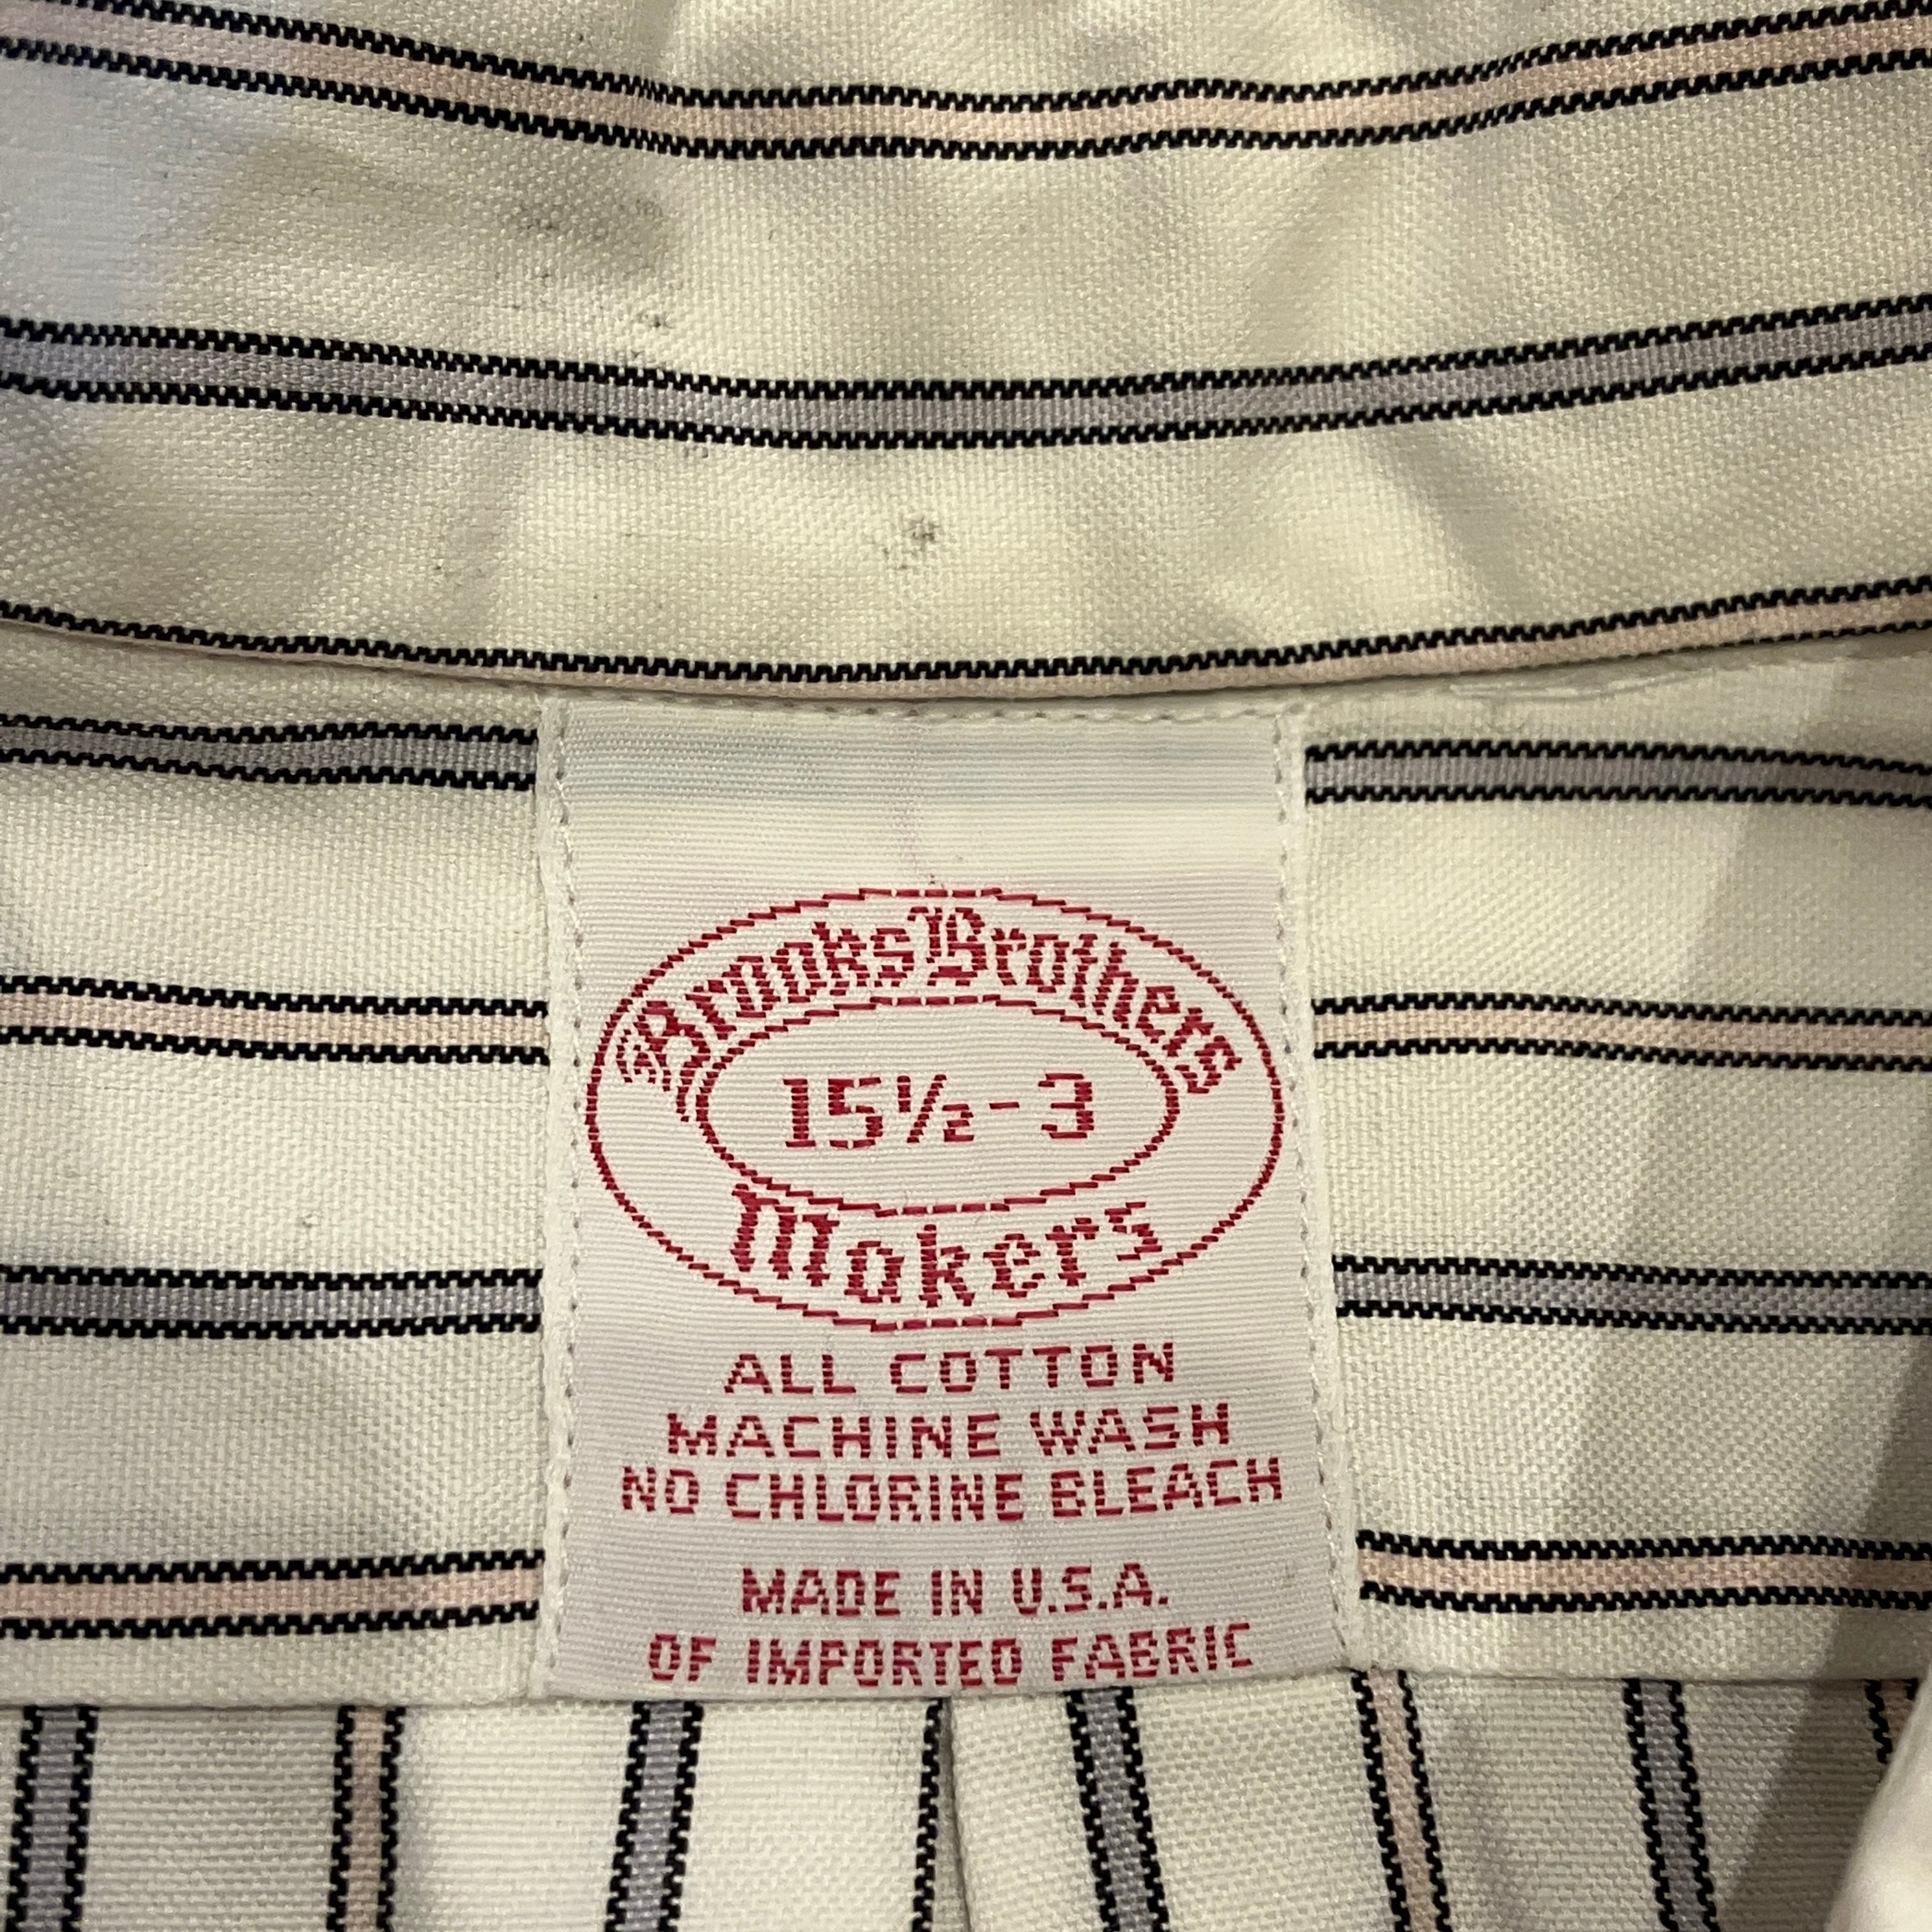 Brooks Brothers
15½-3
Makers
ALL COTTON
MACHINE WASH
NO CHLORINE BLEACH
MADE IN U.S.A.
OF IMPORTED FABRIC